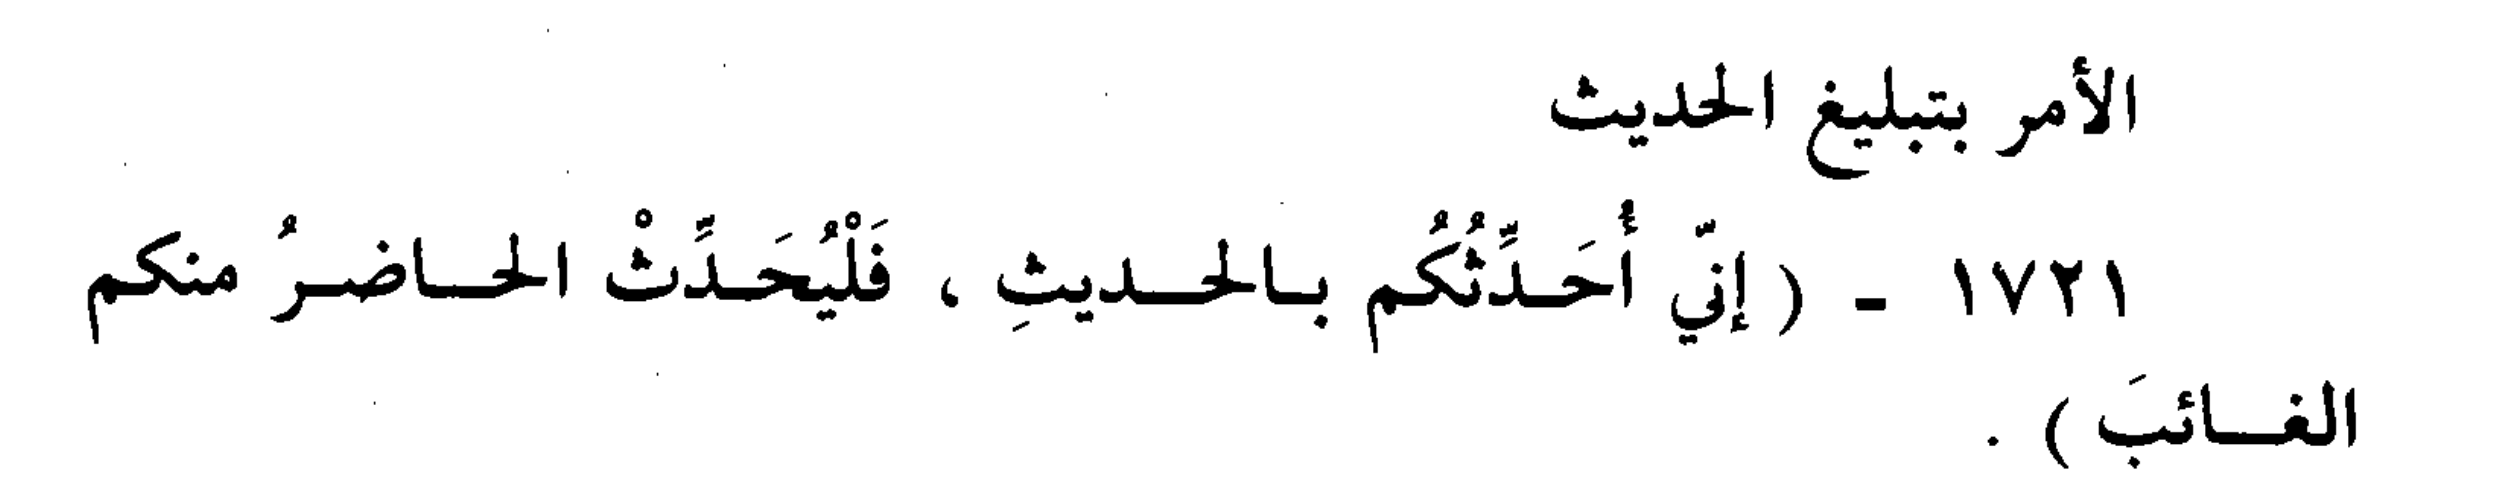 الأمر بتبليغ الحديث
١٧٢١ ـ ( إنّي أُحَدِّثُكُم بالحديثِ ، فَلْيُحَدِّثْ الحاضرُ منكم
الغائبَ ) .